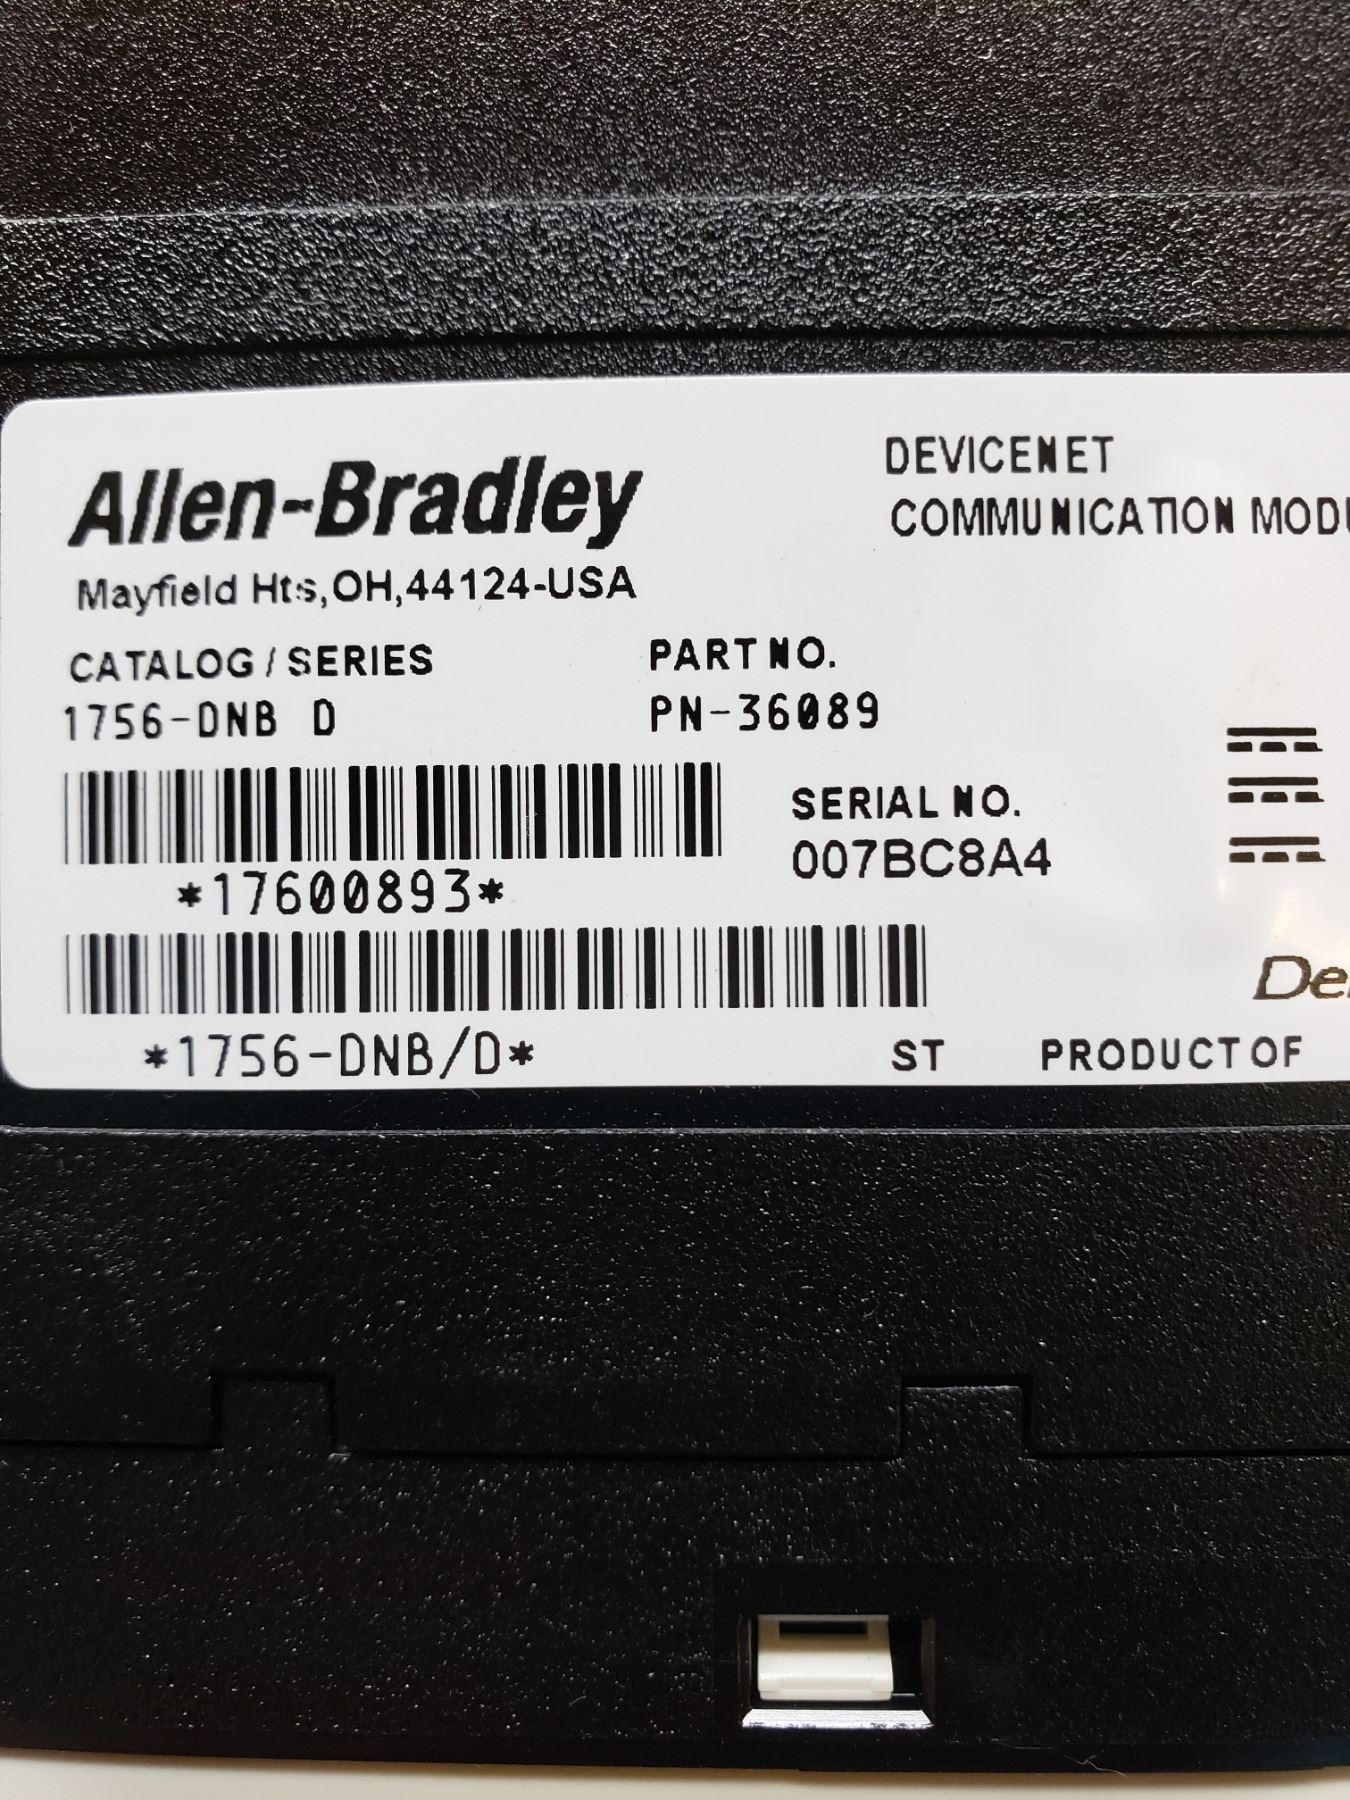 Allen-Bradley
Mayfield Hts,OH,44124-USA
DEVICENET
COMMUNICATION MODU
CATALOG / SERIES
1756-DNB D
PART NO.
PN-36089
SERIAL NO.
007BC8A4
*17600893*
*1756-DNB/D*
De
ST
PRODUCT OF